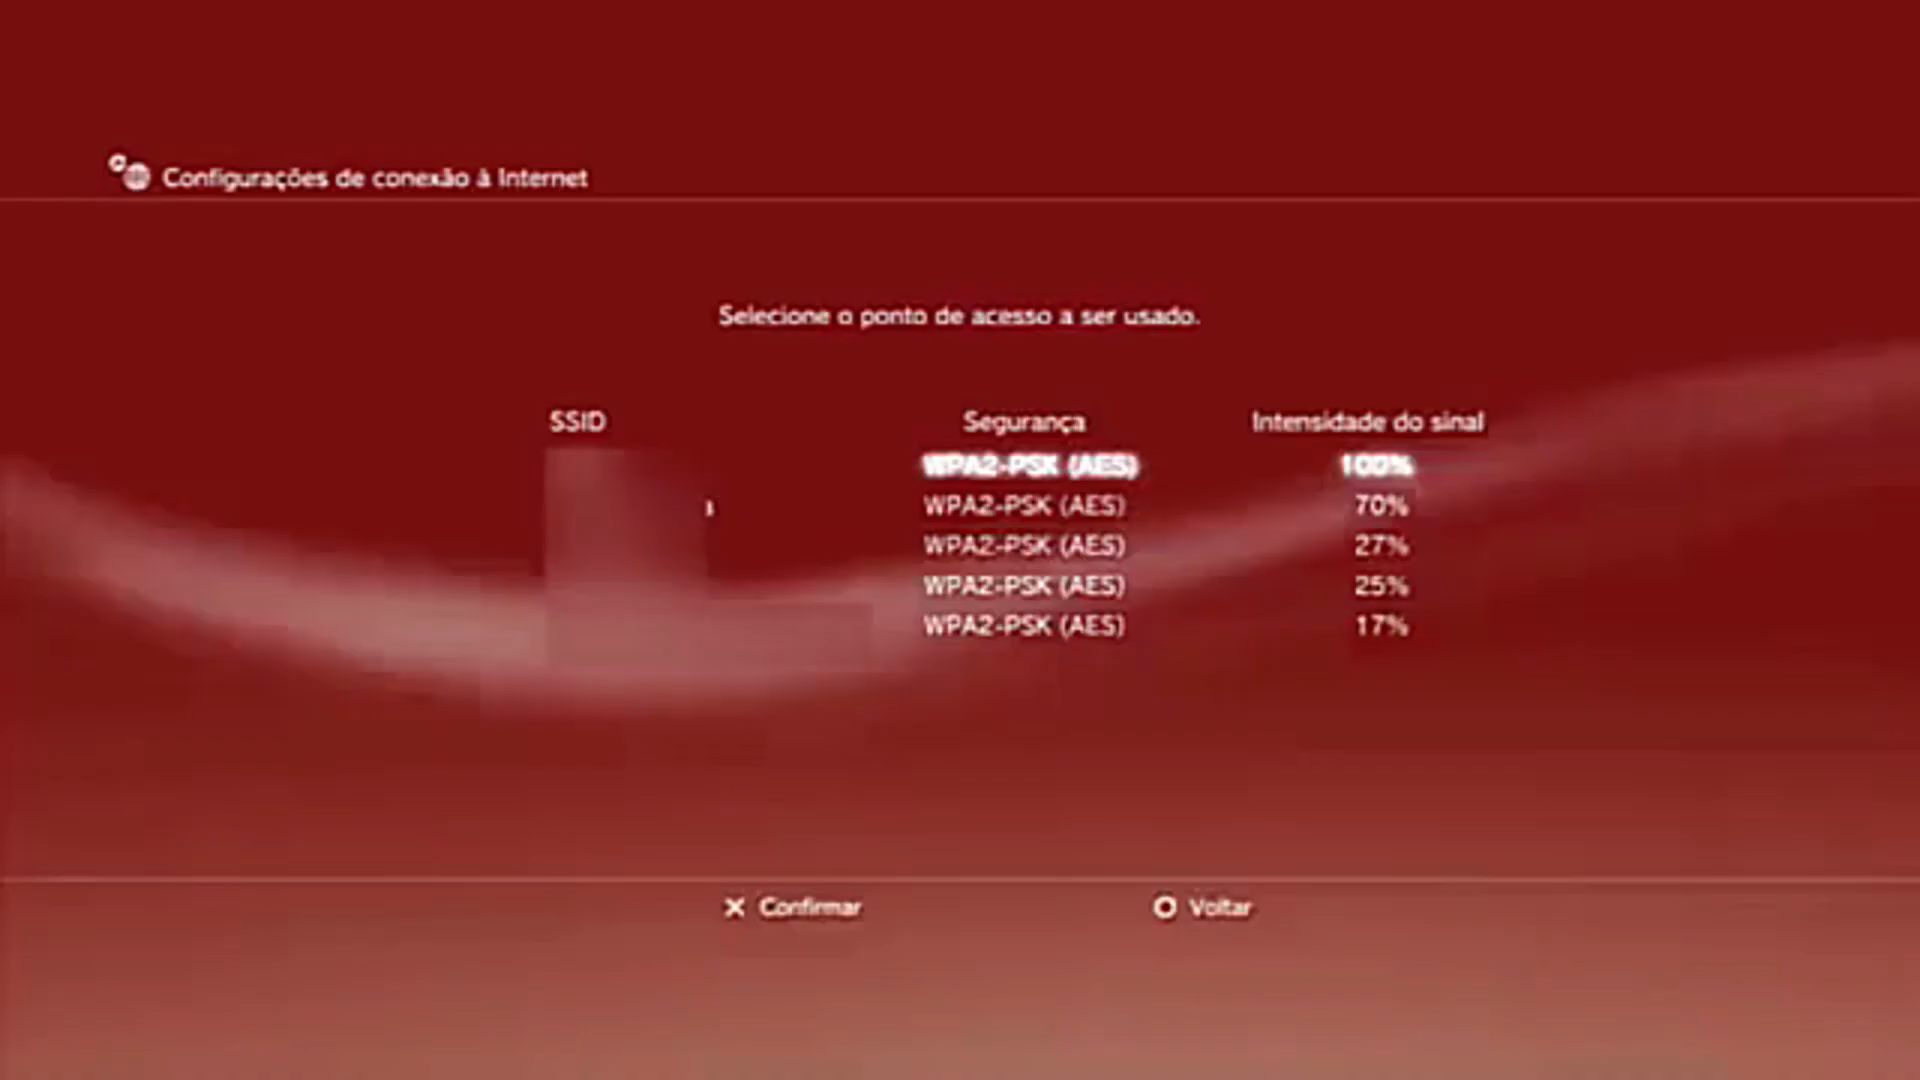 Configurações de conexão à Internet
Selecione o ponto de acesso a ser usado.
SSID Segurança Intensidade do sinal
WPA2-PSK (AES) 100%
WPA2-PSK (AES) 70%
WPA2-PSK (AES) 27%
WPA2-PSK (AES) 25%
WPA2-PSK (AES) 17%
Confirmar Voltar